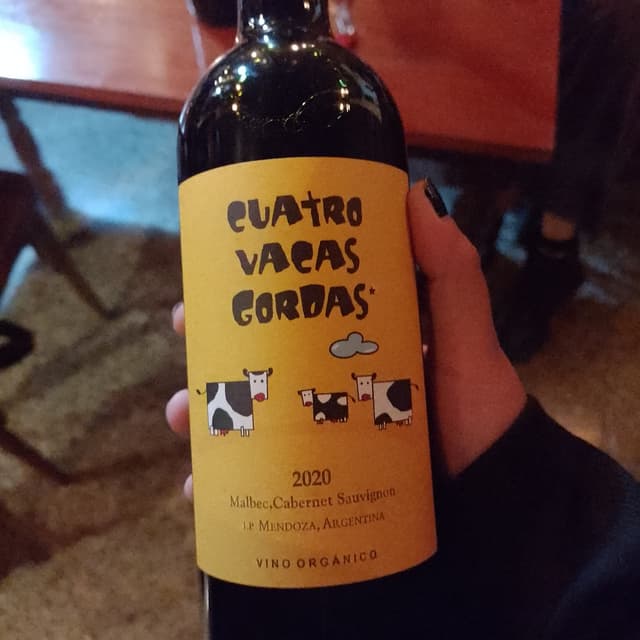 CUATRO
VACAS
GORDAS*
2020
Malbec, Cabernet Sauvignon
I.P. MENDOZA, ARGENTINA
VINO ORGÁNICO